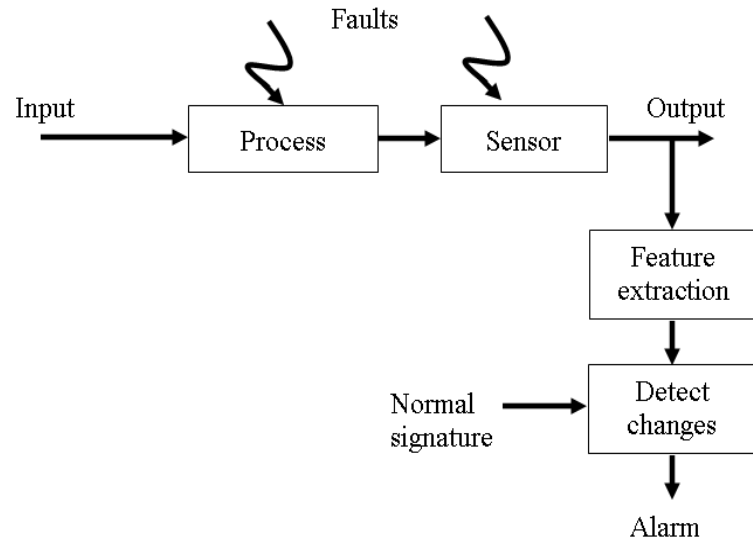 Faults
Input
Output
Process
Sensor
Feature
extraction
Normal
signature
Detect
changes
Alarm